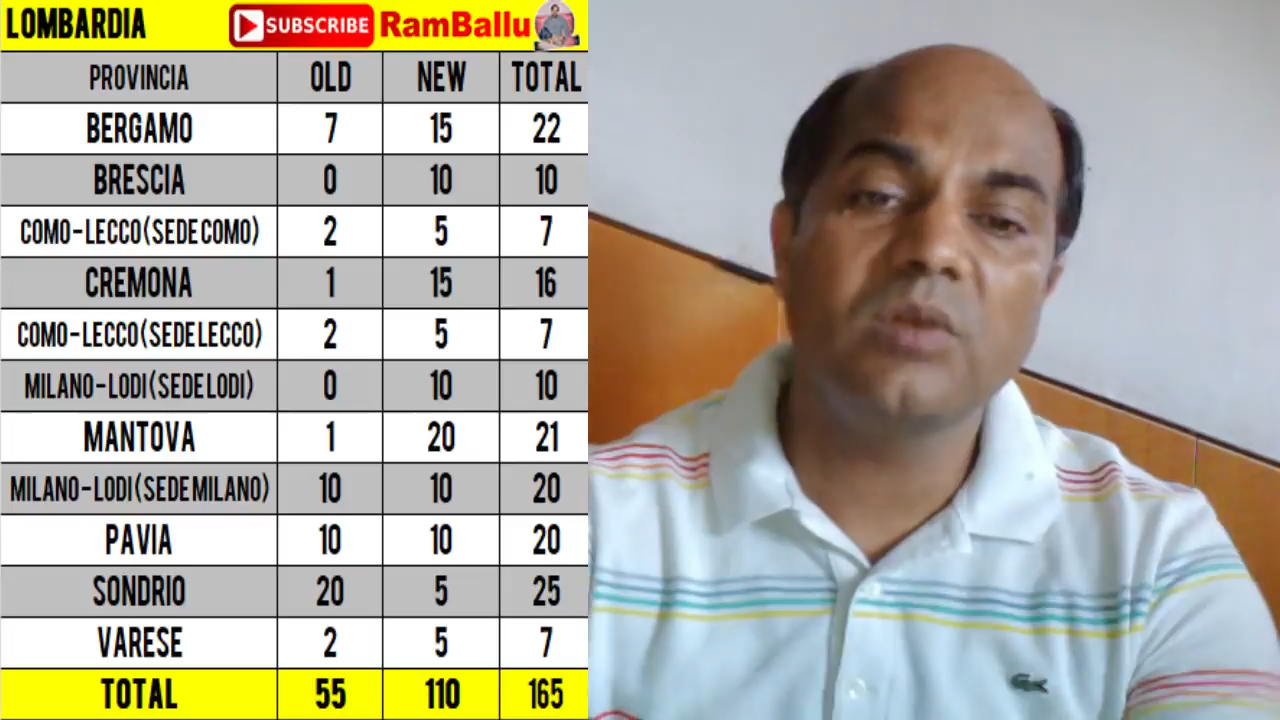 LOMBARDIA SUBSCRIBE RamBallu
PROVINCIA OLD NEW TOTAL
BERGAMO 7 15 22
BRESCIA 0 10 10
COMO-LECCO(SEDE COMO) 2 5 7
CREMONA 1 15 16
COMO-LECCO(SEDE LECCO) 2 5 7
MILANO-LODI(SEDE LODI) 0 10 10
MANTOVA 1 20 21
MILANO-LODI(SEDE MILANO) 10 10 20
PAVIA 10 10 20
SONDRIO 20 5 25
VARESE 2 5 7
TOTAL 55 110 165